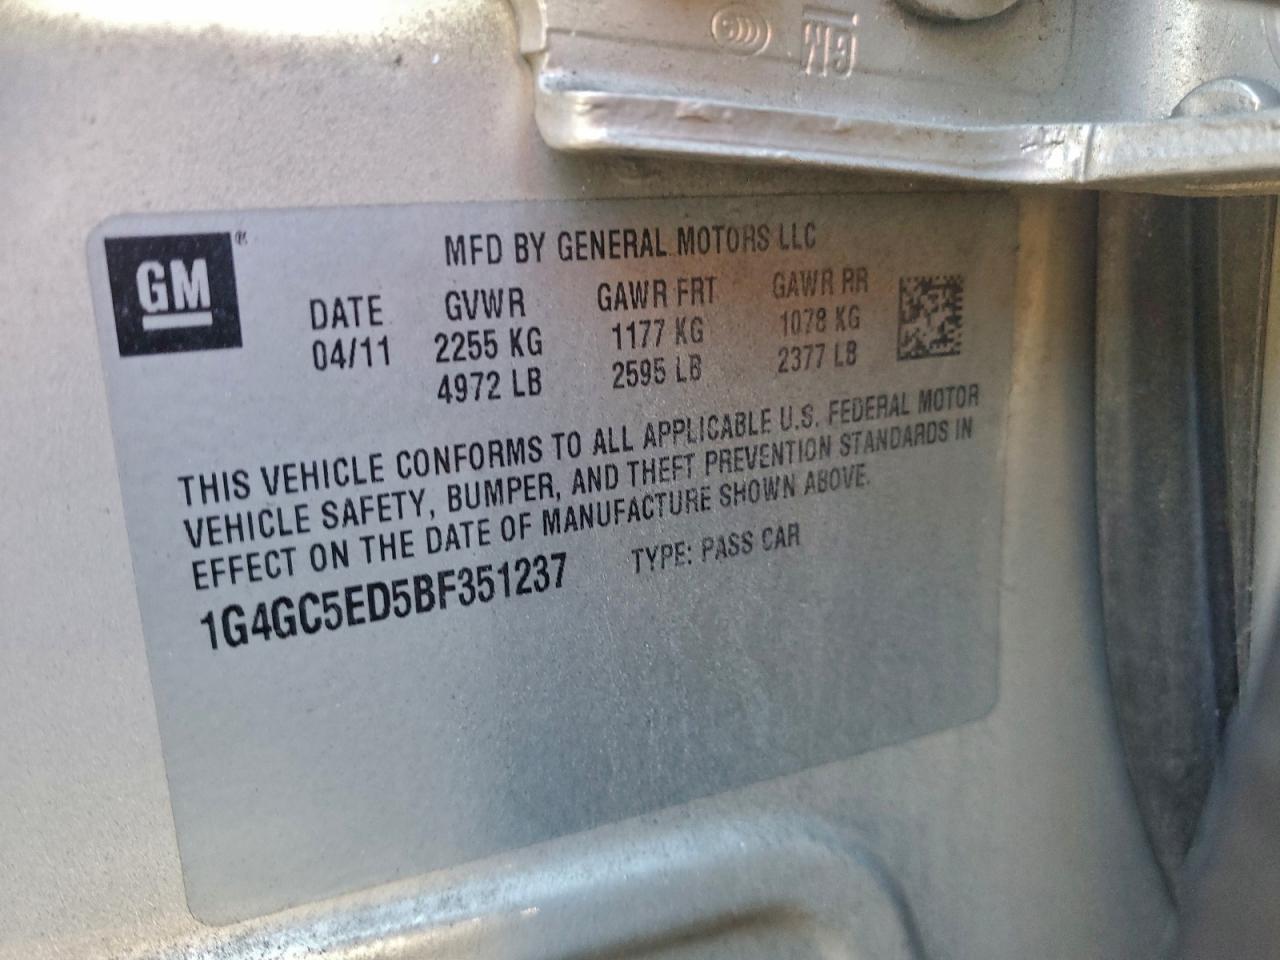 GM®
MFD BY GENERAL MOTORS LLC
DATE GVWR GAWR FRT GAWR RR
04/11 2255 KG 1177 KG 1078 KG
4972 LB 2595 LB 2377 LB
THIS VEHICLE CONFORMS TO ALL APPLICABLE U.S. FEDERAL MOTOR
VEHICLE SAFETY, BUMPER, AND THEFT PREVENTION STANDARDS IN
EFFECT ON THE DATE OF MANUFACTURE SHOWN ABOVE.
1G4GC5ED5BF351237 TYPE: PASS CAR